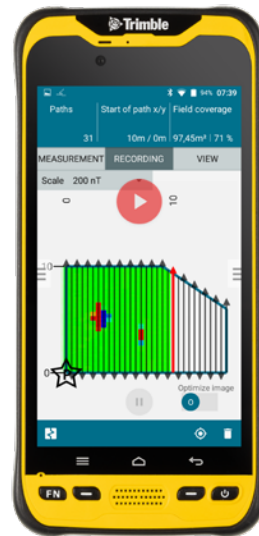 Trimble
94% 07:39
Paths
Start of path x/y
Field coverage
31
10m / 0m
97,45m² | 71 %
MEASUREMENT
RECORDING
VIEW
Scale 200 nT
0
10
10
0
P
Optimize image
0
FN